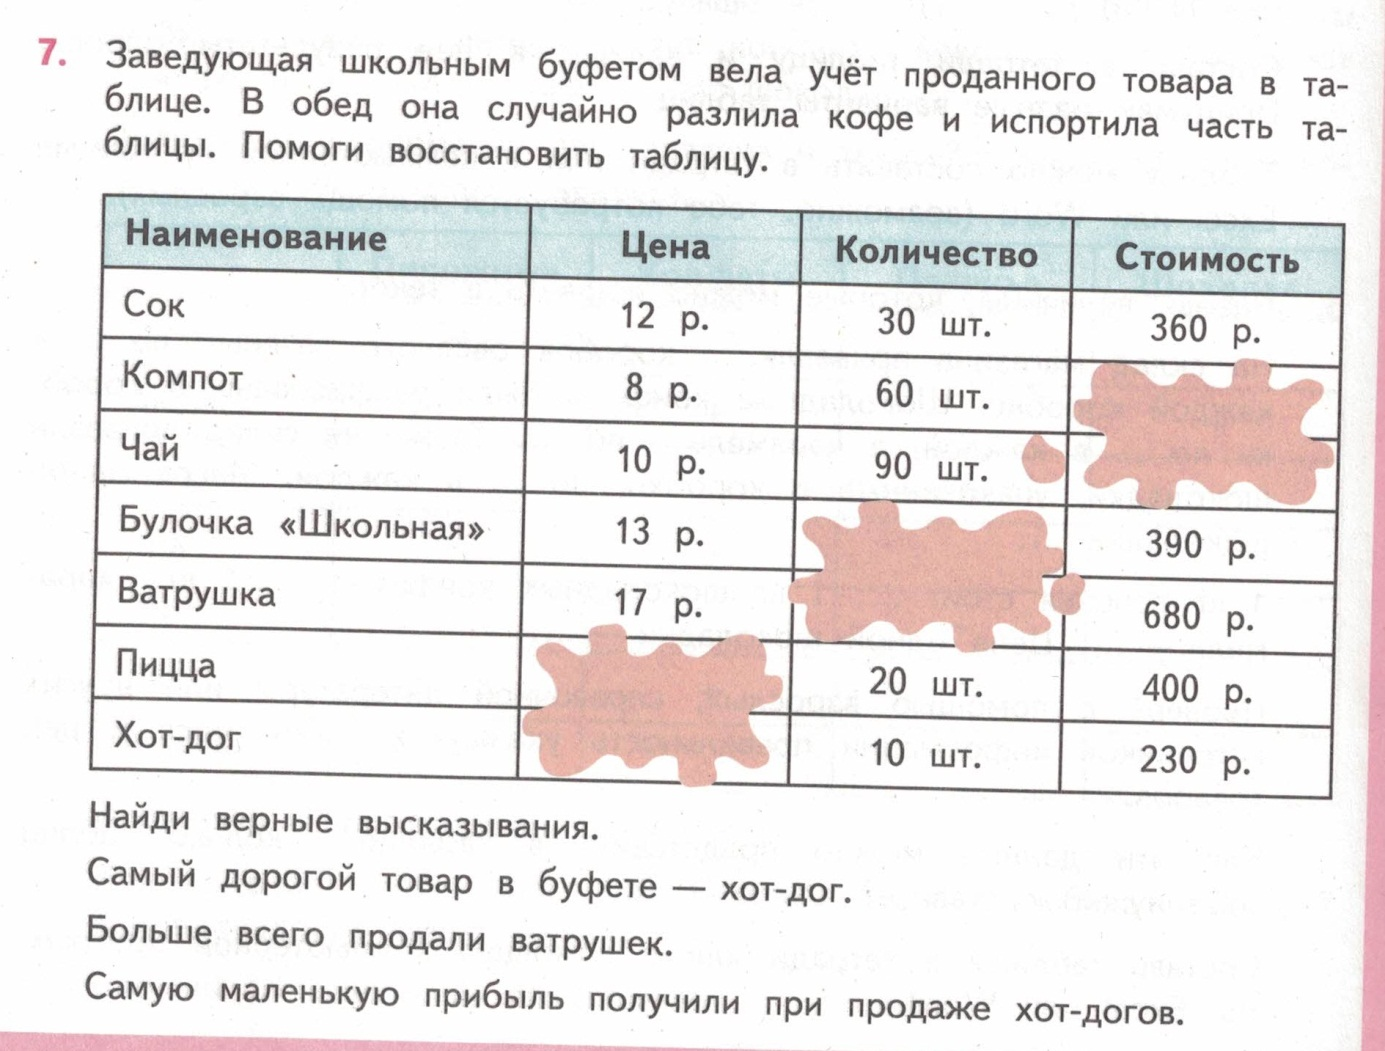 7. Заведующая школьным буфетом вела учёт проданного товара в та-
блице. В обед она случайно разлила кофе и испортила часть та-
блицы. Помоги восстановить таблицу.
Наименование Цена Количество Стоимость
Сок 12 р. 30 шт. 360 р.
Компот 8 р. 60 шт.
Чай 10 р. 90 шт.
Булочка «Школьная» 13 р. 390 р.
Ватрушка 17 р. 680 р.
Пицца 20 шт. 400 р.
Хот-дог 10 шт. 230 р.
Найди верные высказывания.
Самый дорогой товар в буфете — хот-дог.
Больше всего продали ватрушек.
Самую маленькую прибыль получили при продаже хот-догов.